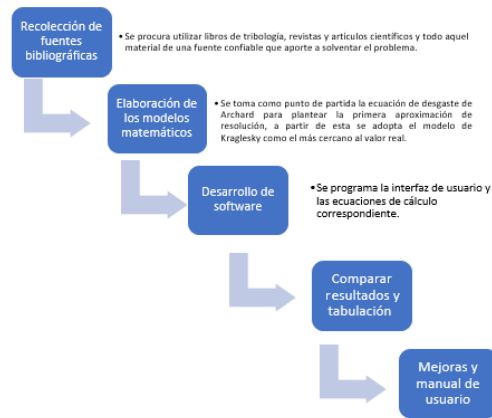 Recolección de
fuentes
bibliográficas
•Se procura utilizar libros de tribología, revistas y artículos científicos y todo aquel
material de una fuente confiable que aporte a solventar el problema.
Elaboración de
los modelos
matemáticos
•Se toma como punto de partida la ecuación de desgaste de
Archard para plantear la primera aproximación de
resolución, a partir de esta se adopta el modelo de
Kraglesky como el más cercano al valor real.
Desarrollo de
software
•Se programa la interfaz de usuario y
las ecuaciones de cálculo
correspondiente.
Comparar
resultados y
tabulación
Mejoras y
manual de
usuario